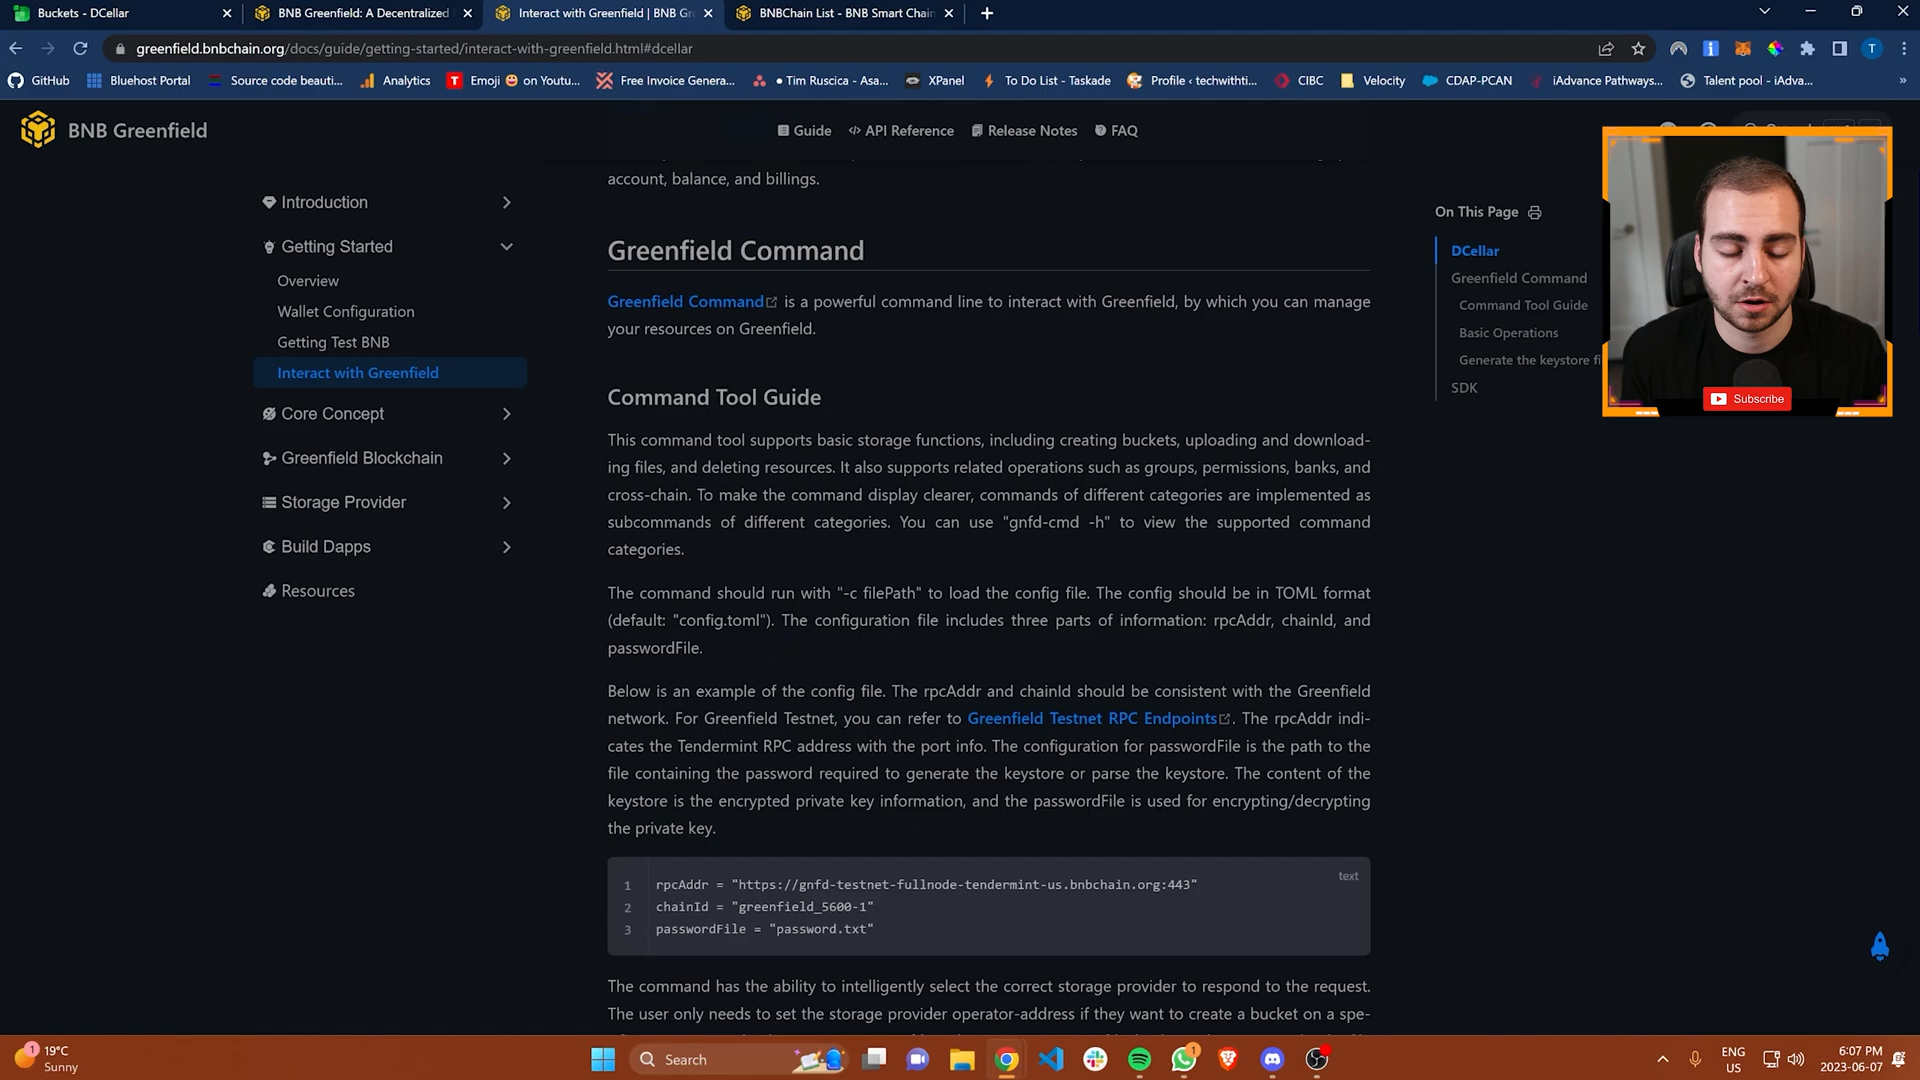 Buckets - DCellar
BNB Greenfield: A Decentralized
Interact with Greenfield | BNB Gr
BNBChain List - BNB Smart Chain
greenfield.bnbchain.org/docs/guide/getting-started/interact-with-greenfield.html#dcellar
T
GitHub
Bluehost Portal
Source code beauti...
Analytics
T
Emoji 😃 on Youtu...
Free Invoice Genera...
● Tim Ruscica - Asa...
XPanel
To Do List - Taskade
Profile ‹ techwithti...
CIBC
Velocity
CDAP-PCAN
iAdvance Pathways...
Talent pool - iAdva...
»
BNB Greenfield
Guide
API Reference
Release Notes
FAQ
Introduction
Getting Started
Overview
Wallet Configuration
Getting Test BNB
Interact with Greenfield
Core Concept
Greenfield Blockchain
Storage Provider
Build Dapps
Resources
account, balance, and billings.
Greenfield Command
Greenfield Command is a powerful command line to interact with Greenfield, by which you can manage
your resources on Greenfield.
Command Tool Guide
This command tool supports basic storage functions, including creating buckets, uploading and download-
ing files, and deleting resources. It also supports related operations such as groups, permissions, banks, and
cross-chain. To make the command display clearer, commands of different categories are implemented as
subcommands of different categories. You can use "gnfd-cmd -h" to view the supported command
categories.
The command should run with "-c filePath" to load the config file. The config should be in TOML format
(default: "config.toml"). The configuration file includes three parts of information: rpcAddr, chainId, and
passwordFile.
Below is an example of the config file. The rpcAddr and chainId should be consistent with the Greenfield
network. For Greenfield Testnet, you can refer to Greenfield Testnet RPC Endpoints. The rpcAddr indi-
cates the Tendermint RPC address with the port info. The configuration for passwordFile is the path to the
file containing the password required to generate the keystore or parse the keystore. The content of the
keystore is the encrypted private key information, and the passwordFile is used for encrypting/decrypting
the private key.
text
1 rpcAddr = "https://gnfd-testnet-fullnode-tendermint-us.bnbchain.org:443"
2 chainId = "greenfield_5600-1"
3 passwordFile = "password.txt"
The command has the ability to intelligently select the correct storage provider to respond to the request.
The user only needs to set the storage provider operator-address if they want to create a bucket on a spe-
On This Page
DCellar
Greenfield Command
Command Tool Guide
Basic Operations
Generate the keystore fi
SDK
Subscribe
1
19°C
Sunny
Search
1
ENG
US
6:07 PM
2023-06-07